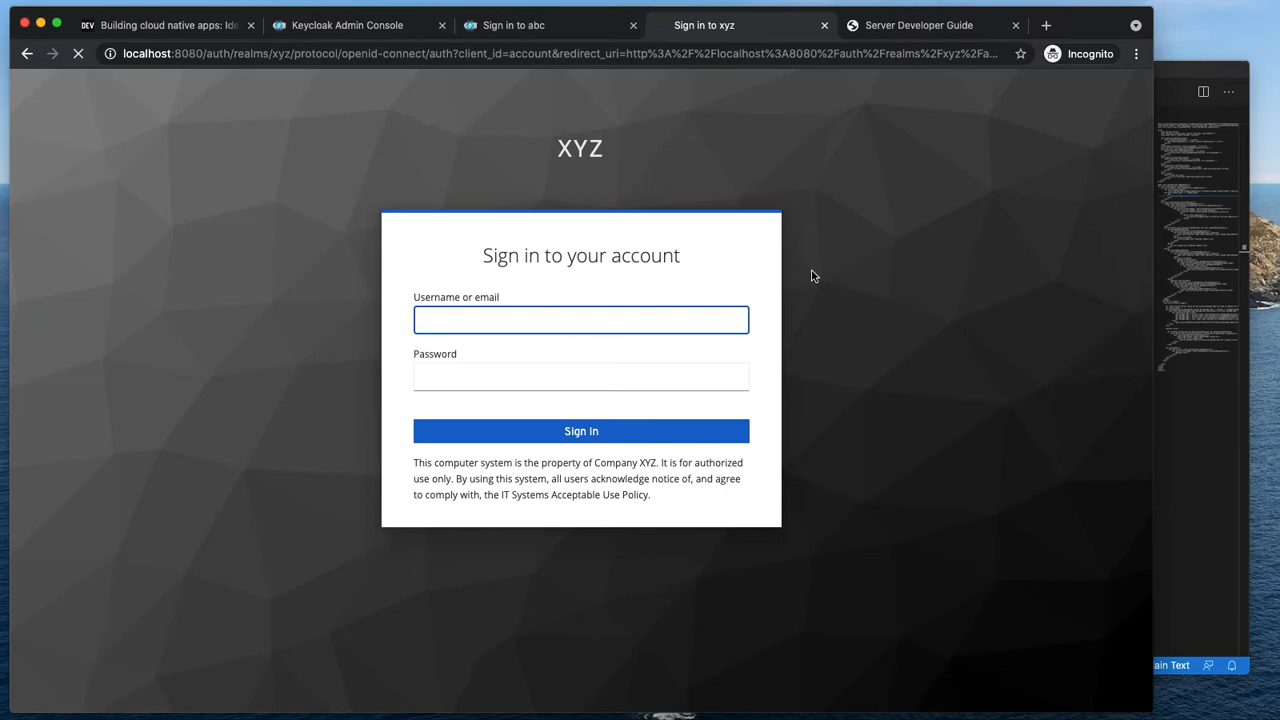 DEV Building cloud native apps: Ide
Keycloak Admin Console
Sign in to abc
Sign in to xyz
Server Developer Guide
localhost:8080/auth/realms/xyz/protocol/openid-connect/auth?client_id=account&redirect_uri=http%3A%2F%2Flocalhost%3A8080%2Fauth%2Frealms%2Fxyz%2Fa...
Incognito
XYZ
Sign in to your account
Username or email
Password
Sign In
This computer system is the property of Company XYZ. It is for authorized
use only. By using this system, all users acknowledge notice of, and agree
to comply with, the IT Systems Acceptable Use Policy.
ain Text